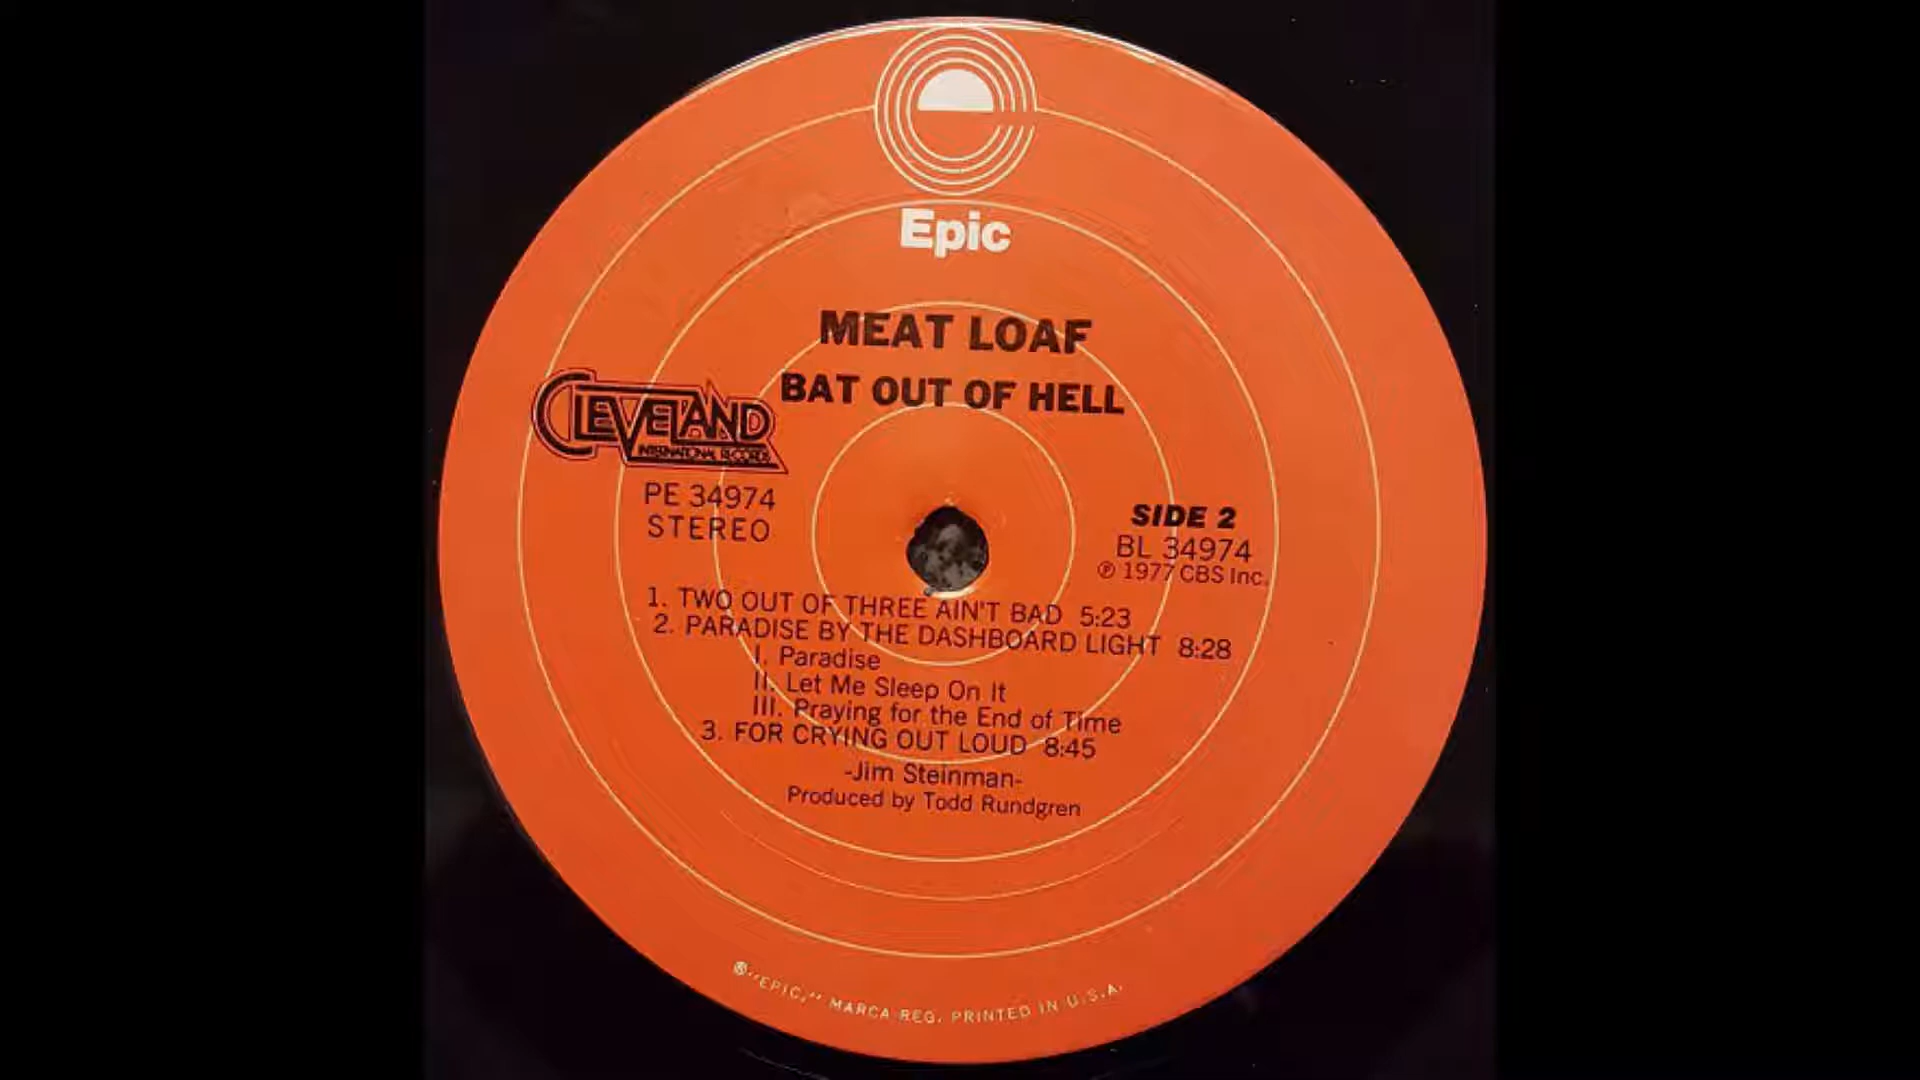 Epic
MEAT LOAF
BAT OUT OF HELL
CLEVELAND
INTERNATIONAL RECORDS
PE 34974
STEREO
SIDE 2
BL 34974
℗ 1977 CBS Inc.
1. TWO OUT OF THREE AIN'T BAD 5:23
2. PARADISE BY THE DASHBOARD LIGHT 8:28
I. Paradise
II. Let Me Sleep On It
III. Praying for the End of Time
3. FOR CRYING OUT LOUD 8:45
-Jim Steinman-
Produced by Todd Rundgren
®"EPIC," MARCA REG. PRINTED IN U.S.A.